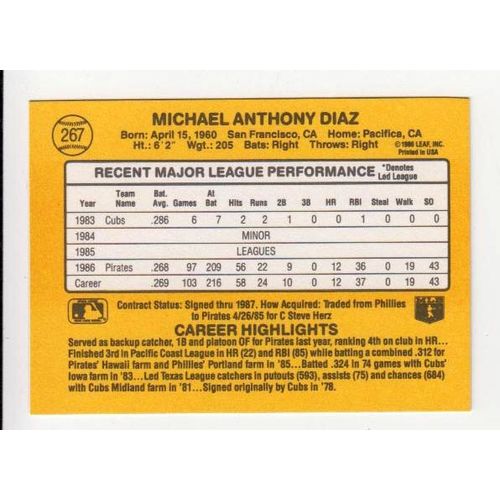 267
MICHAEL ANTHONY DIAZ
Born: April 15, 1960 San Francisco, CA Home: Pacifica, CA
Ht.: 6'2" Wgt.: 205 Bats: Right Throws: Right
©1986 LEAF, INC.
Printed in USA
RECENT MAJOR LEAGUE PERFORMANCE *Denotes Led League
Year Team Name Bat. Avg. Games At Bat Hits Runs 2B 3B HR RBI Steal Walk SO
1983 Cubs .286 6 7 2 2 1 0 0 1 0 0 0
1984 MINOR
1985 LEAGUES
1986 Pirates .268 97 209 56 22 9 0 12 36 0 19 43
Career .269 103 216 58 24 10 0 12 37 0 19 43
Contract Status: Signed thru 1987. How Acquired: Traded from Phillies
to Pirates 4/26/85 for C Steve Herz
CAREER HIGHLIGHTS
Served as backup catcher, 1B and platoon OF for Pirates last year, ranking 4th on club in HR...
Finished 3rd in Pacific Coast League in HR (22) and RBI (85) while batting a combined .312 for
Pirates' Hawaii farm and Phillies' Portland farm in '85...Batted .324 in 74 games with Cubs'
Iowa farm in '83...Led Texas League catchers in putouts (593), assists (75) and chances (684)
with Cubs Midland farm in '81...Signed originally by Cubs in '78.